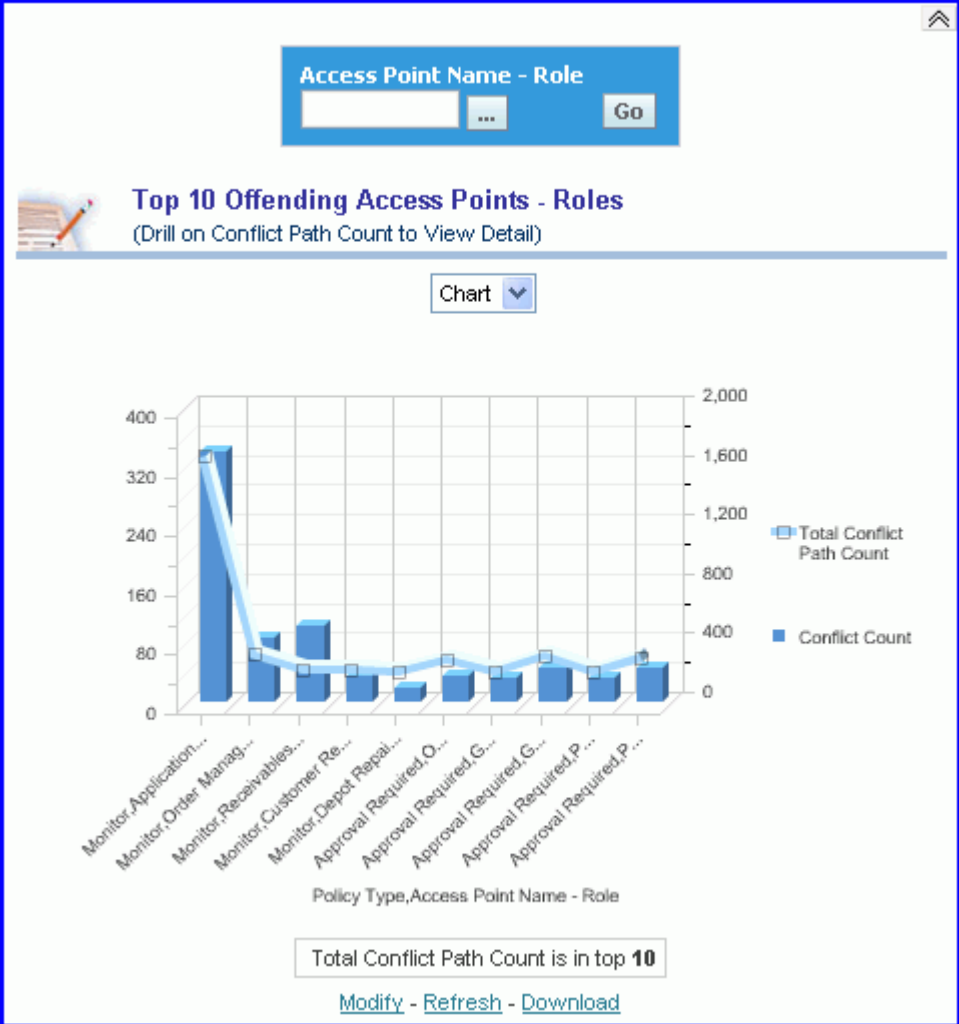 Access Point Name - Role
...
Go
Top 10 Offending Access Points - Roles
(Drill on Conflict Path Count to View Detail)
Chart
400
320
240
160
80
0
2,000
1,600
1,200
800
400
0
Total Conflict
Path Count
Conflict Count
Monitor,Application...
Monitor,Order Manag...
Monitor,Receivables...
Monitor,Customer Re...
Monitor,Depot Repai...
Approval Required,O...
Approval Required,G...
Approval Required,G...
Approval Required,P...
Approval Required,P...
Policy Type,Access Point Name - Role
Total Conflict Path Count is in top 10
Modify - Refresh - Download